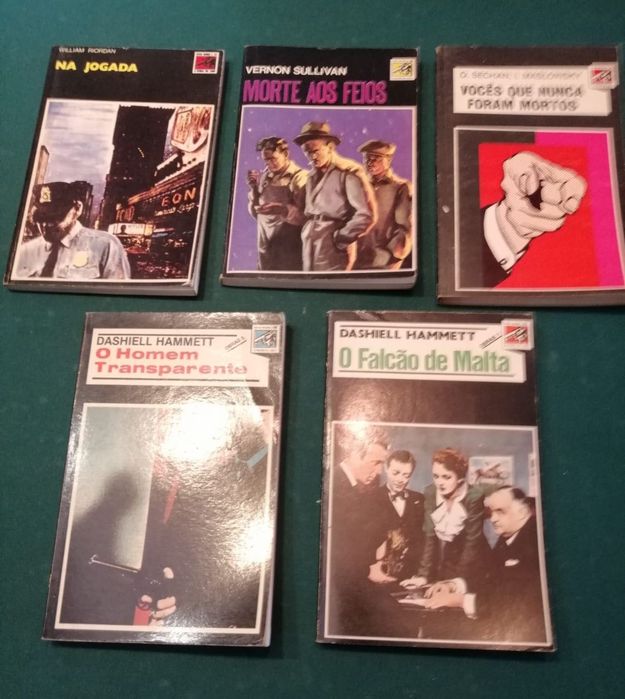 WILLIAM RIORDAN
NA JOGADA
EON
VERNON SULLIVAN
MORTE AOS FEIOS
G. SECHAN, I. MASLOWSKY
VOCÊS QUE NUNCA
FORAM MORTOS
DASHIELL HAMMETT
O Homem
Transparente
DASHIELL HAMMETT
O Falcão de Malta